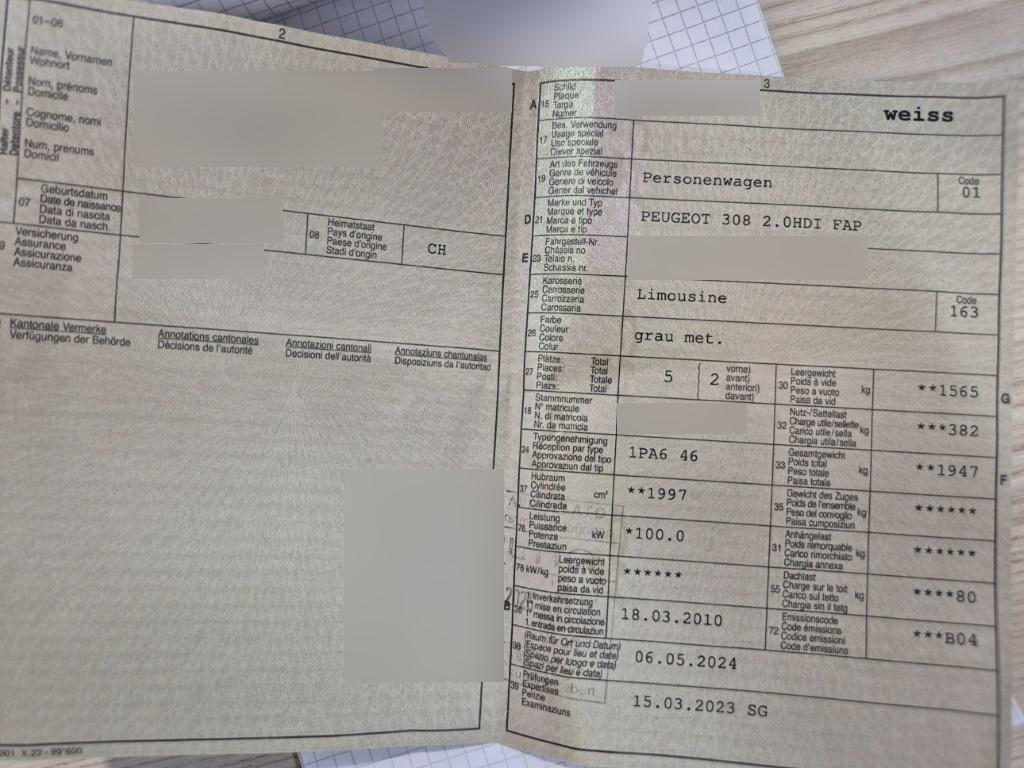 01-06
2
Halter
Détenteur
Detentore
Possessur
Name, Vornamen
Wohnort
Nom, prénoms
Domicile
Cognome, nomi
Domicilio
Num, prenums
Domicil
07
Geburtsdatum
Date de naissance
Data di nascita
Data da nasch.
08
Heimatstaat
Pays d'origine
Paese d'origine
Stadi d'origin
CH
9
Versicherung
Assurance
Assicurazione
Assicuranza
Kantonale Vermerke
Verfügungen der Behörde
Annotations cantonales
Décisions de l'autorité
Annotazioni cantonali
Decisioni dell'autorità
Annotaziuns chantunalas
Disposiziuns da l'autoritad
001 X.22 - 99'600
3
A
15
Schild
Plaque
Targa
Numer
weiss
17
Bes. Verwendung
Usage spécial
Uso speciale
Diever spezial
19
Art des Fahrzeugs
Genre de véhicule
Genere di veicolo
Gener dal vehichel
Personenwagen
Code
01
D
21
Marke und Typ
Marque et type
Marca e tipo
Marca e tip
PEUGEOT 308 2.0HDI FAP
E
23
Fahrgestell-Nr.
Châssis no
Telaio n.
Schassis nr.
25
Karosserie
Carrosserie
Carrozzeria
Carossaria
Limousine
Code
163
26
Farbe
Couleur
Colore
Colur
grau met.
27
Plätze: Total
Places: Total
Posti: Totale
Plazs: Total
5
2
vorne)
avant)
anteriori)
davant)
30
Leergewicht
Poids à vide
Peso a vuoto
Paisa da vid
kg
**1565
G
18
Stammnummer
N° matricule
N. di matricola
Nr. da matricla
32
Nutz-/Sattellast
Charge utile/sellette
Carico utile/sella
Chargia utila/sella
kg
***382
24
Typengenehmigung
Réception par type
Approvazione del tipo
Approvaziun dal tip
1PA6 46
33
Gesamtgewicht
Poids total
Peso totale
Paisa totala
kg
**1947
F
37
Hubraum
Cylindrée
Cilindrata
Cilindrada
cm³
**1997
35
Gewicht des Zuges
Poids de l'ensemble
Peso del convoglio
Paisa cumposiziun
kg
******
76
Leistung
Puissance
Potenza
Prestaziun
kW
*100.0
31
Anhängelast
Poids remorquable
Carico rimorchiato
Chargia annexa
kg
******
78 kW/kg
Leergewicht
poids à vide
peso a vuoto
paisa da vid
******
55
Dachlast
Charge sur le toit
Carico sul tetto
Chargia sin il tetg
kg
****80
B
36
1. Inverkehrsetzung
1re mise en circulation
1a messa in circolazione
1. entrada en circulaziun
18.03.2010
72
Emissionscode
Code émissions
Codice emissioni
Code d'emissiuns
***B04
38
(Raum für Ort und Datum)
(Espace pour lieu et date)
(Spazio per luogo e data)
(Spazi per lieu e data)
06.05.2024
39
Prüfungen
Expertises
Perizie
Examinaziuns
15.03.2023 SG